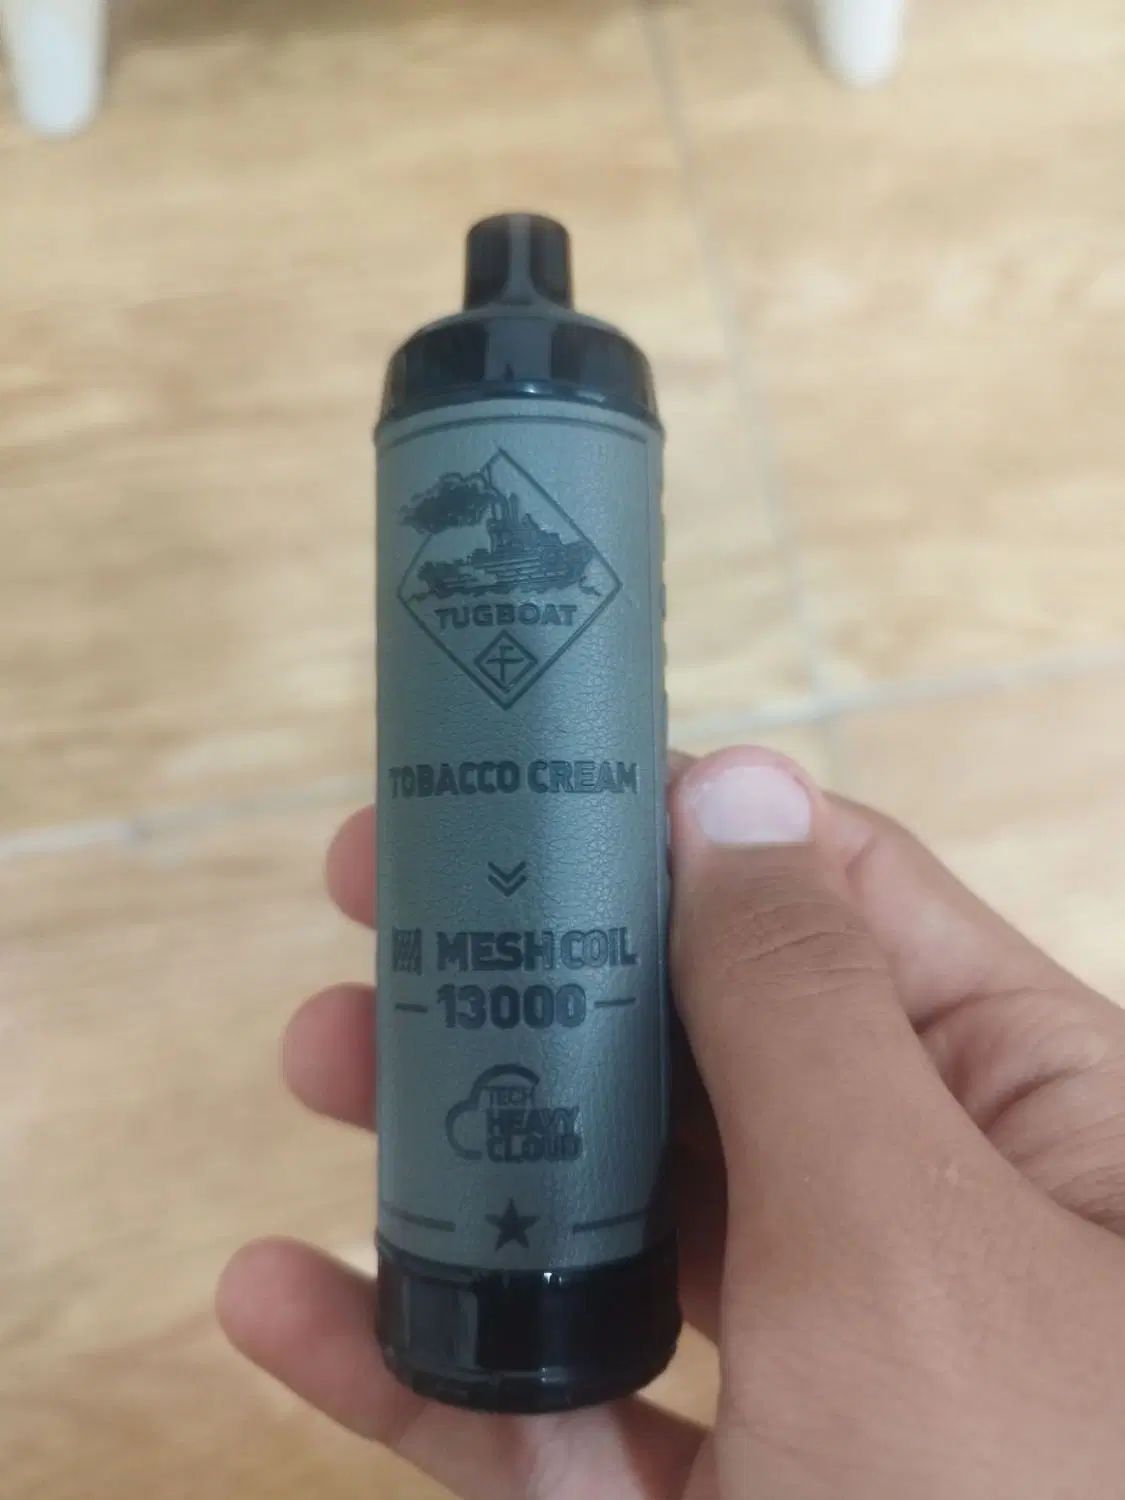 TUGBOAT
TOBACCO CREAM
MESH COIL
13000
TECH
HEAVY
CLOUD